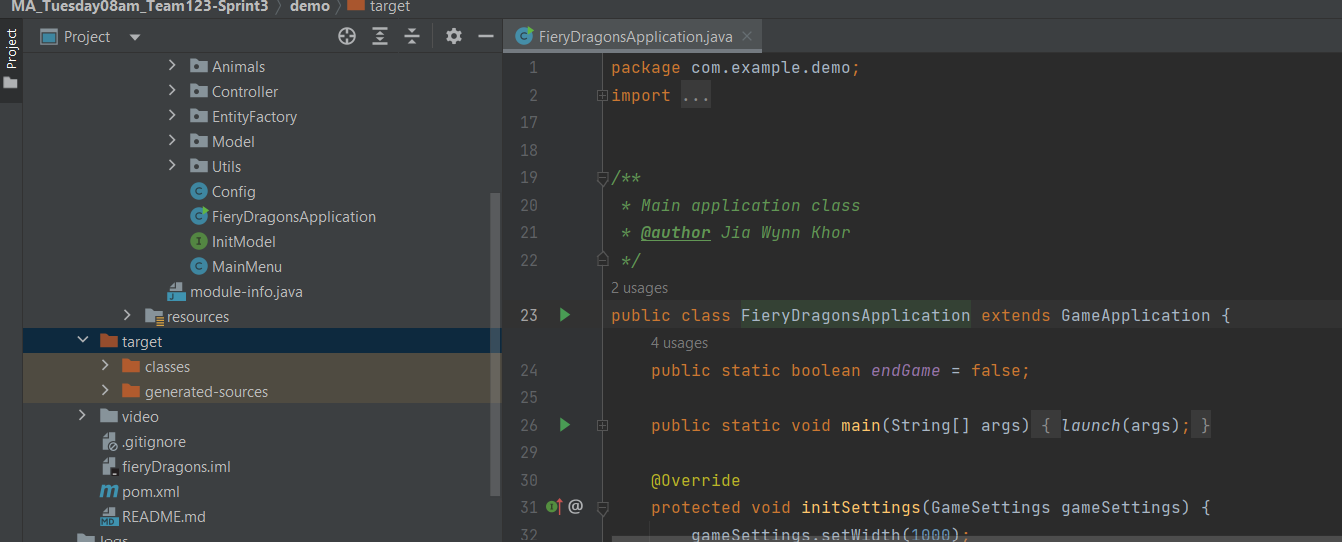 MA_Tuesday08am_Team123-Sprint3 demo target
Project
Project
Animals
Controller
EntityFactory
Model
Utils
Config
FieryDragonsApplication
InitModel
MainMenu
module-info.java
resources
target
classes
generated-sources
video
.gitignore
fieryDragons.iml
pom.xml
README.md
logs
FieryDragonsApplication.java
1 package com.example.demo;
2 import ...
17
18
19 /**
20 * Main application class
21 * @author Jia Wynn Khor
22 */
2 usages
23 public class FieryDragonsApplication extends GameApplication {
4 usages
24 public static boolean endGame = false;
25
26 public static void main(String[] args) { launch(args); }
29
30 @Override
31 @ protected void initSettings(GameSettings gameSettings) {
32 gameSettings.setWidth(1000);